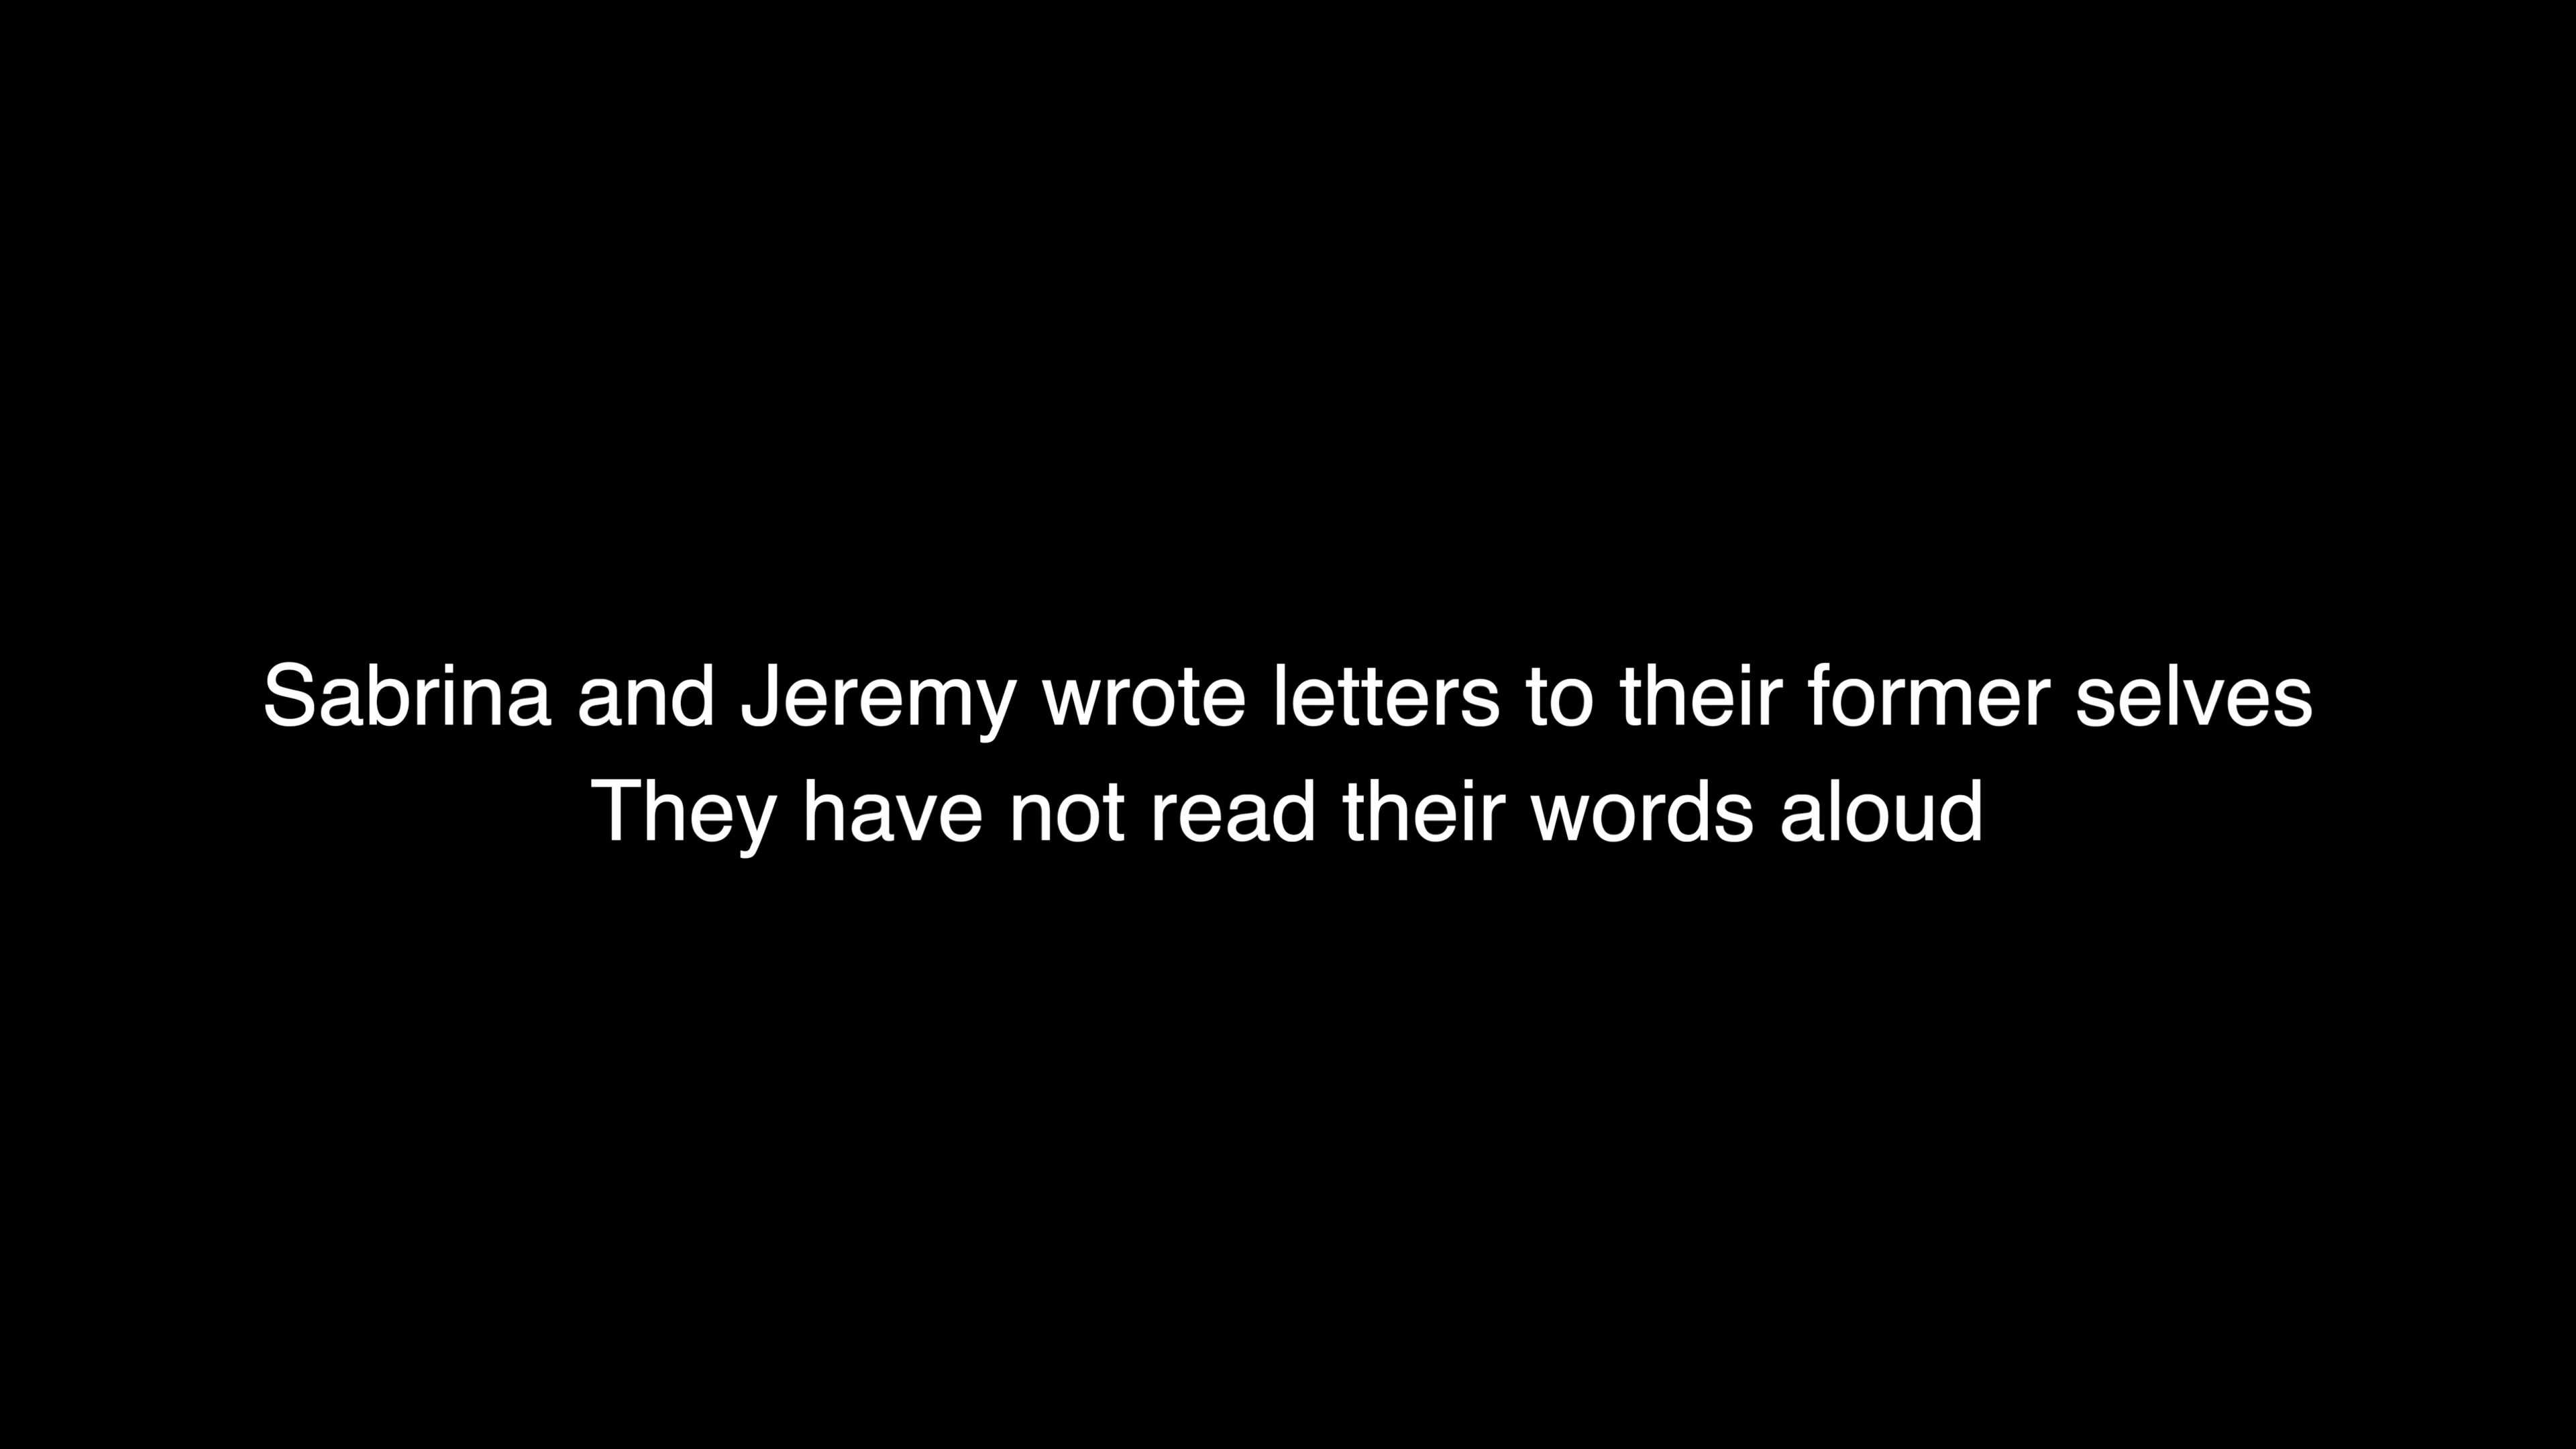 Sabrina and Jeremy wrote letters to their former selves
They have not read their words aloud